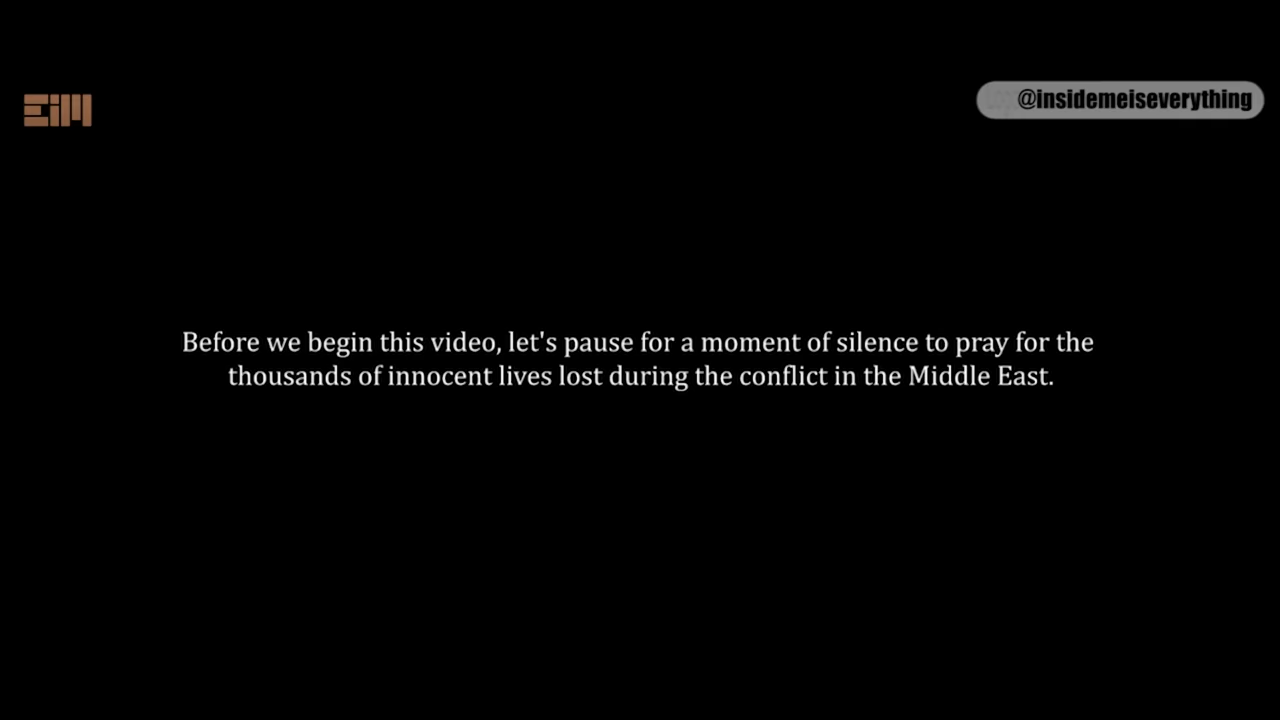 EiM
@insidemeiseverything
Before we begin this video, let's pause for a moment of silence to pray for the
thousands of innocent lives lost during the conflict in the Middle East.